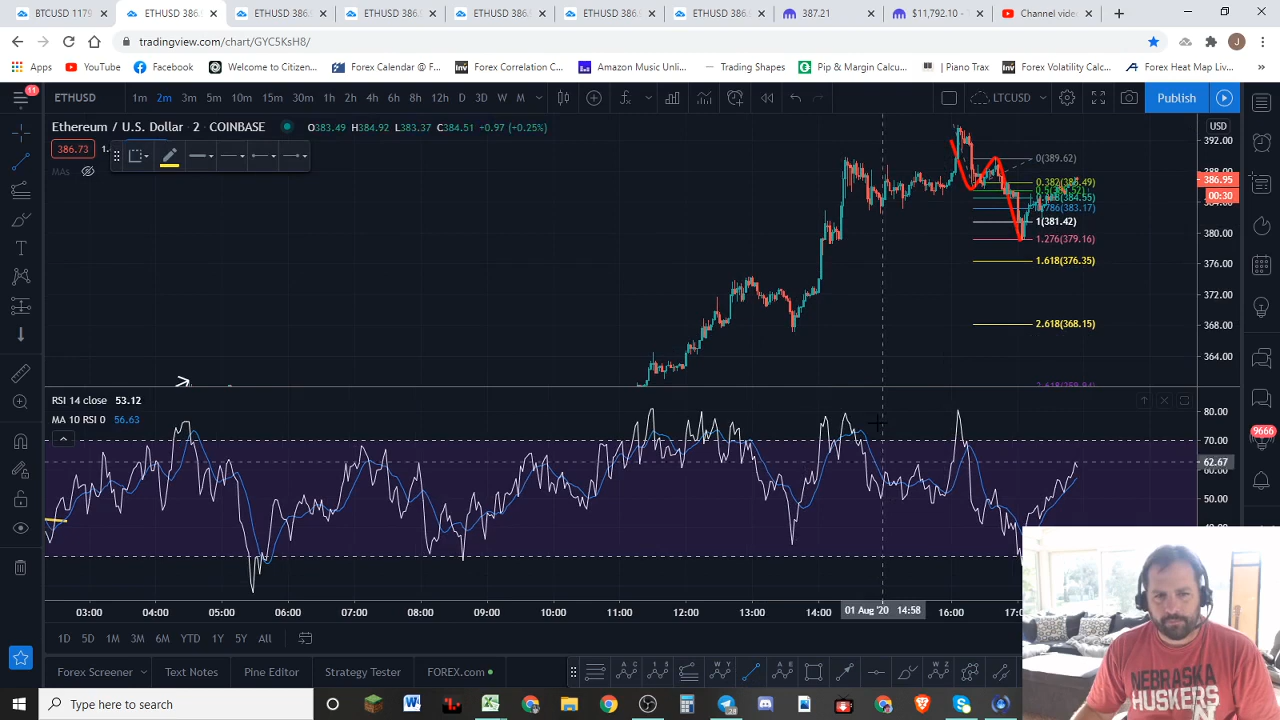 BTCUSD 1179
ETHUSD 386.
ETHUSD 386.
ETHUSD 386.
ETHUSD 386.
ETHUSD 386.
ETHUSD 386.
387.21
$11,792.10 -
Channel vide
tradingview.com/chart/GYC5KsH8/
J
Apps
YouTube
Facebook
Welcome to Citizen...
Forex Calendar @ F...
Forex Correlation C...
Amazon Music Unli...
Trading Shapes
Pip & Margin Calcu...
Piano Trax
Forex Volatility Calc...
Forex Heat Map Liv...
11
ETHUSD
1m
2m
3m
5m
10m
15m
30m
1h
2h
4h
6h
8h
12h
D
3D
W
M
LTCUSD
Publish
Ethereum / U.S. Dollar
2
COINBASE
O383.49 H384.92 L383.37 C384.51 +0.97 (+0.25%)
386.73
MAs
USD
392.00
386.95
00:30
380.00
376.00
372.00
368.00
364.00
0(389.62)
1(381.42)
1.276(379.16)
1.618(376.35)
2.618(368.15)
RSI 14 close 53.12
MA 10 RSI 0 56.63
80.00
70.00
62.67
50.00
9666
03:00
04:00
05:00
06:00
07:00
08:00
09:00
10:00
11:00
12:00
13:00
14:00
01 Aug '20 14:58
16:00
1D
5D
1M
3M
6M
YTD
1Y
5Y
All
Forex Screener
Text Notes
Pine Editor
Strategy Tester
FOREX.com
Type here to search
28
NEBRASKA
HUSKERS